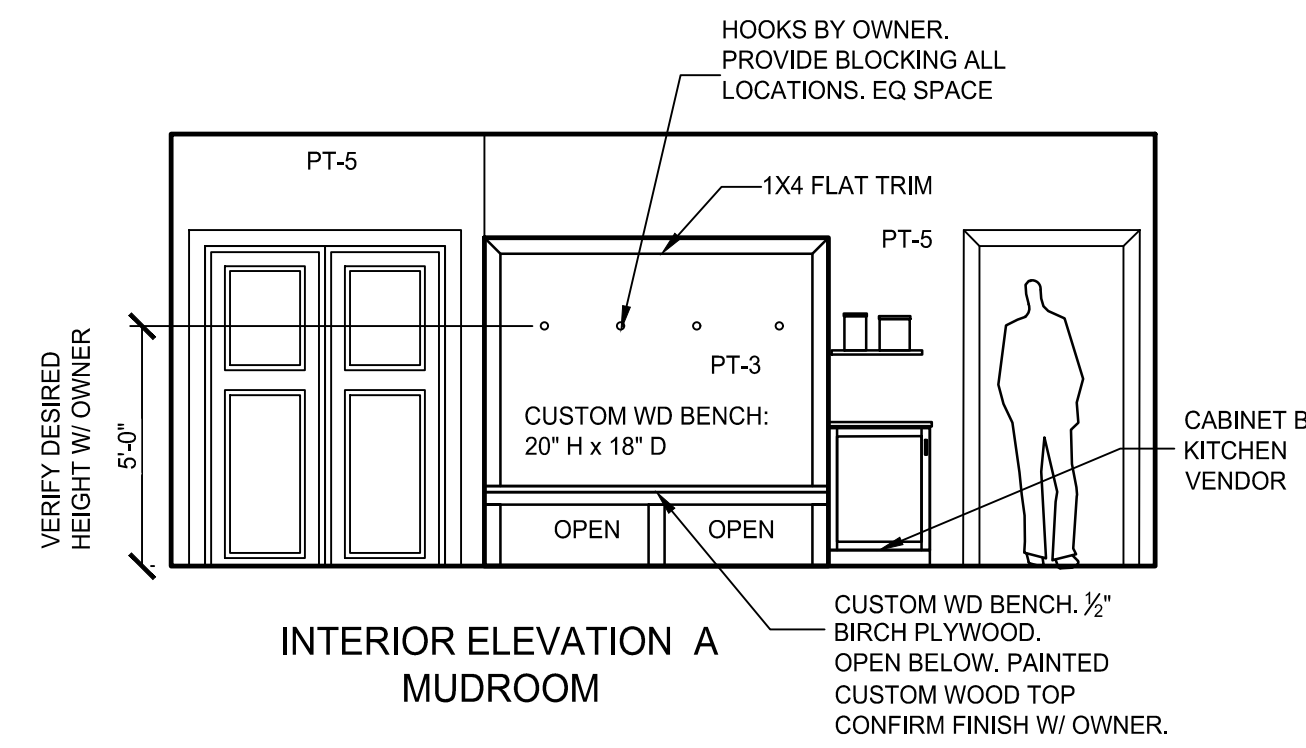 HOOKS BY OWNER.
PROVIDE BLOCKING ALL
LOCATIONS. EQ SPACE
PT-5
1X4 FLAT TRIM
PT-5
VERIFY DESIRED
HEIGHT W/ OWNER
5'-0"
PT-3
CUSTOM WD BENCH:
20" H x 18" D
CABINET B
KITCHEN
VENDOR
OPEN
OPEN
CUSTOM WD BENCH. ½"
BIRCH PLYWOOD.
OPEN BELOW. PAINTED
CUSTOM WOOD TOP
CONFIRM FINISH W/ OWNER.
INTERIOR ELEVATION A
MUDROOM